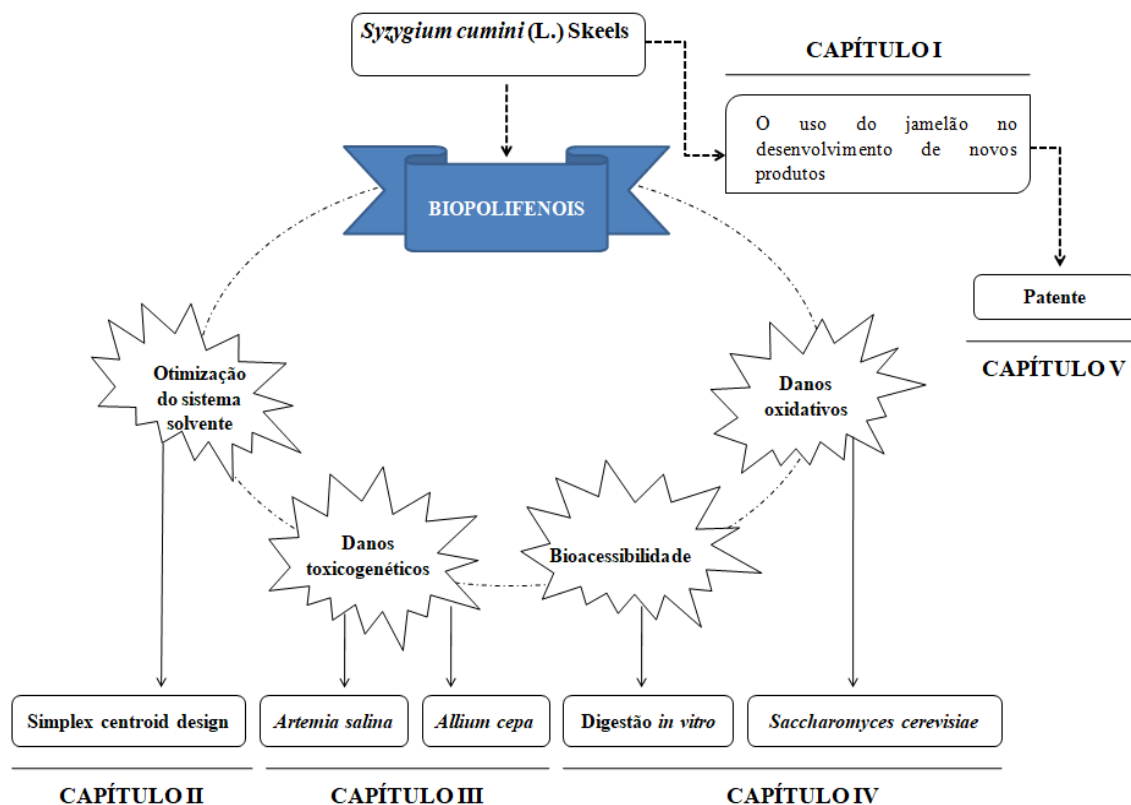 Syzygium cumini (L.) Skeels
CAPÍTULO I
O uso do jamelão no
desenvolvimento de novos
produtos
BIOPOLIFENOIS
Patente
CAPÍTULO V
Otimização
do sistema
solvente
Danos
oxidativos
Danos
toxicogenéticos
Bioacessibilidade
Simplex centroid design
Artemia salina
Allium cepa
Digestão in vitro
Saccharomyces cerevisiae
CAPÍTULO II
CAPÍTULO III
CAPÍTULO IV